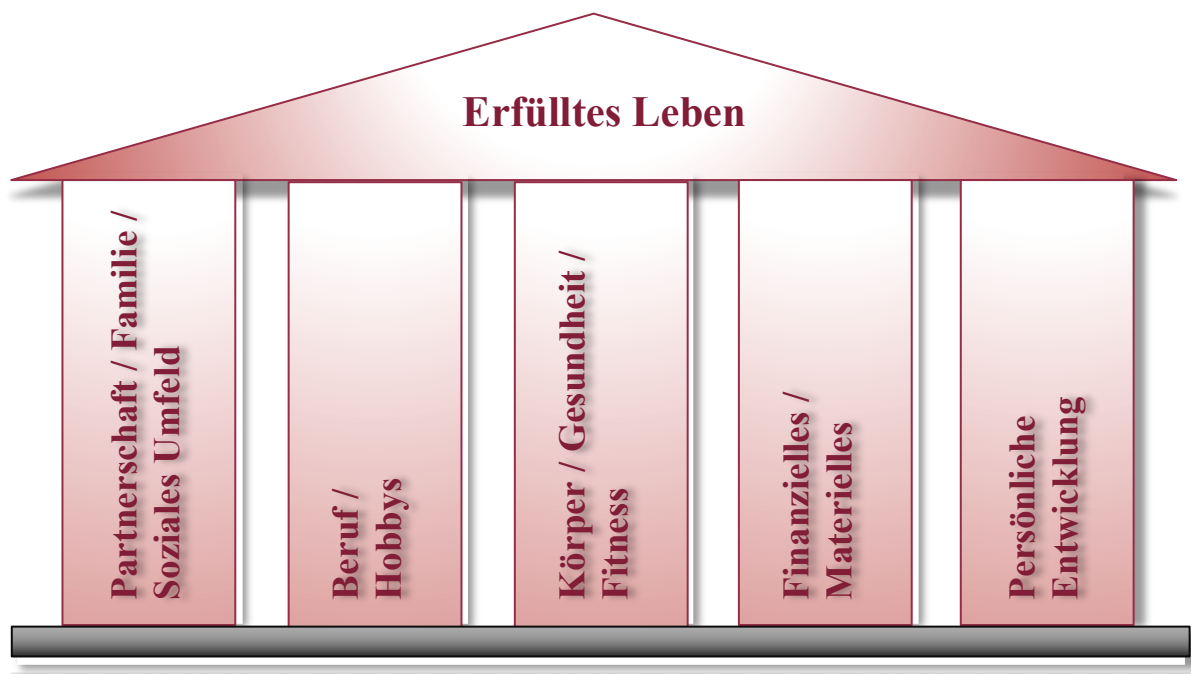 Erfülltes Leben
Partnerschaft / Familie /
Soziales Umfeld
Beruf /
Hobbys
Körper / Gesundheit /
Fitness
Finanzielles /
Materielles
Persönliche
Entwicklung